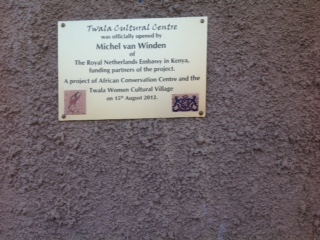 Twala Cultural Centre
was officially opened by
Michel van Winden
of
The Royal Netherlands Embassy in Kenya,
funding partners of the project.
A project of African Conservation Centre and the
Twala Women Cultural Village
on 15th August 2012.